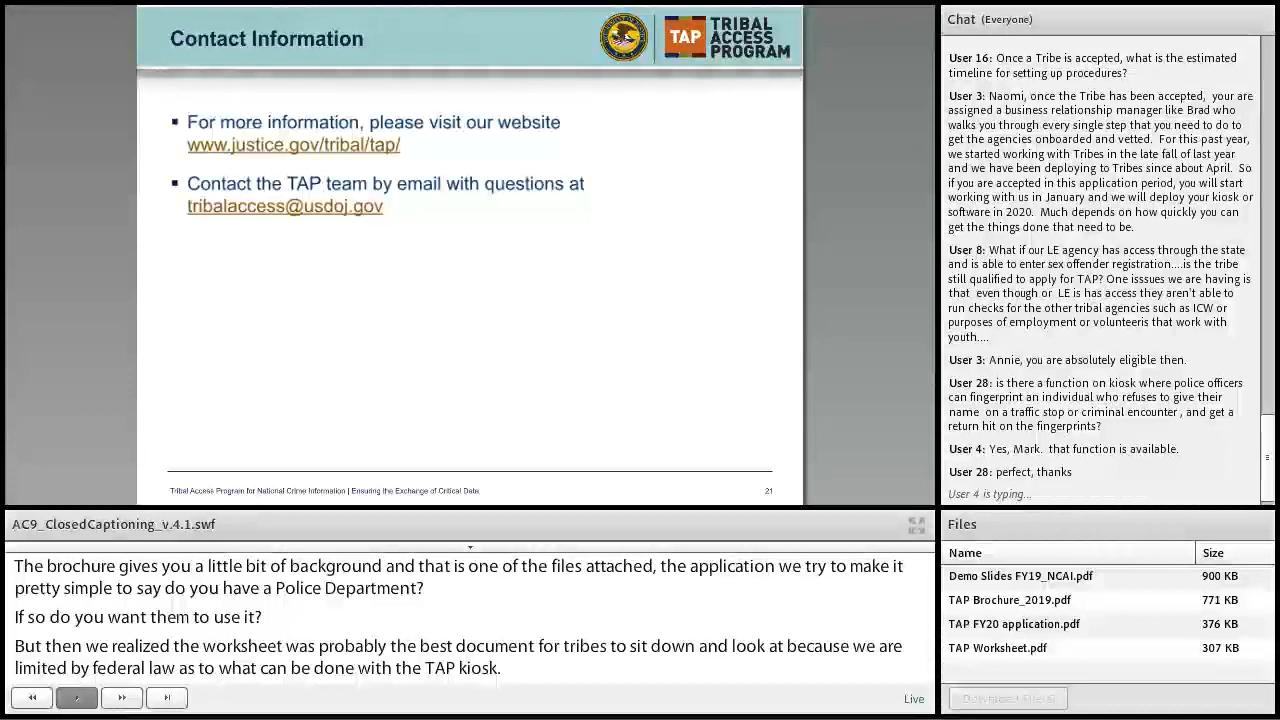 Contact Information
TAP
TRIBAL
ACCESS
PROGRAM
▪ For more information, please visit our website
www.justice.gov/tribal/tap/
▪ Contact the TAP team by email with questions at
tribalaccess@usdoj.gov
Tribal Access Program for National Crime Information | Ensuring the Exchange of Critical Data
21
Chat (Everyone)
User 16: Once a Tribe is accepted, what is the estimated
timeline for setting up procedures?
User 3: Naomi, once the Tribe has been accepted, your are
assigned a business relationship manager like Brad who
walks you through every single step that you need to do to
get the agencies onboarded and vetted. For this past year,
we started working with Tribes in the late fall of last year
and we have been deploying to Tribes since about April. So
if you are accepted in this application period, you will start
working with us in January and we will deploy your kiosk or
software in 2020. Much depends on how quickly you can
get the things done that need to be.
User 8: What if our LE agency has access through the state
and is able to enter sex offender registration....is the tribe
still qualified to apply for TAP? One isssues we are having is
that even though or LE is has access they aren't able to
run checks for the other tribal agencies such as ICW or
purposes of employment or volunteeris that work with
youth....
User 3: Annie, you are absolutely eligible then.
User 28: is there a function on kiosk where police officers
can fingerprint an individual who refuses to give their
name on a traffic stop or criminal encounter , and get a
return hit on the fingerprints?
User 4: Yes, Mark. that function is available.
User 28: perfect, thanks
User 4 is typing...
AC9_ClosedCaptioning_v.4.1.swf
The brochure gives you a little bit of background and that is one of the files attached, the application we try to make it
pretty simple to say do you have a Police Department?
If so do you want them to use it?
But then we realized the worksheet was probably the best document for tribes to sit down and look at because we are
limited by federal law as to what can be done with the TAP kiosk.
Live
Files
Name Size
Demo Slides FY19_NCAI.pdf 900 KB
TAP Brochure_2019.pdf 771 KB
TAP FY20 application.pdf 376 KB
TAP Worksheet.pdf 307 KB